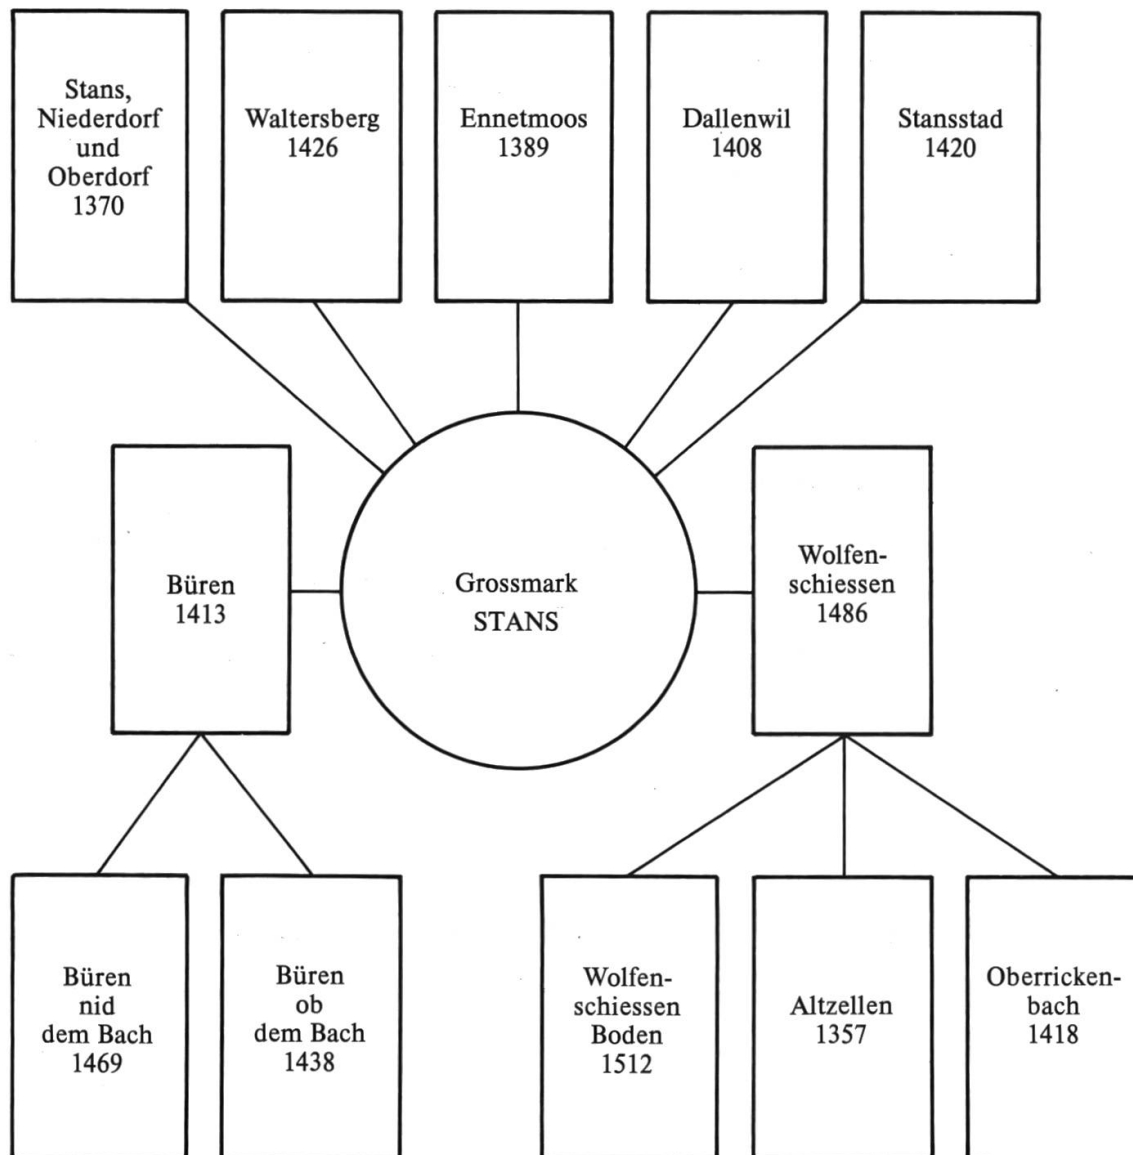 Stans,
Niederdorf
und
Oberdorf
1370
Waltersberg
1426
Ennetmoos
1389
Dallenwil
1408
Stansstad
1420
Büren
1413
Grossmark
STANS
Wolfen-
schiessen
1486
Büren
nid
dem Bach
1469
Büren
ob
dem Bach
1438
Wolfen-
schiessen
Boden
1512
Altzellen
1357
Oberricken-
bach
1418